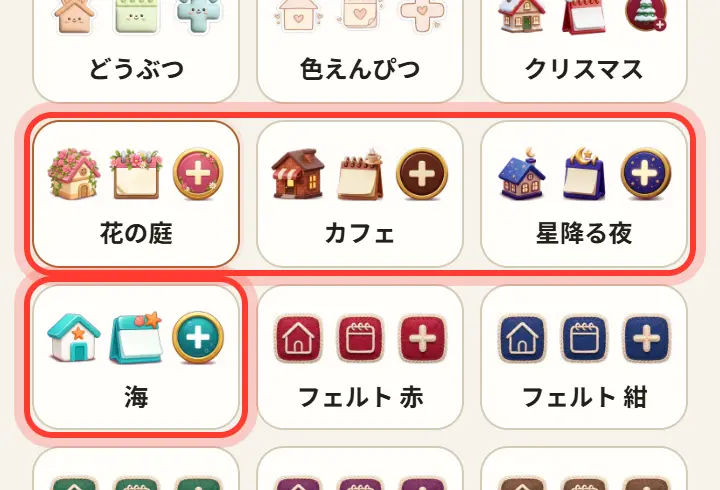 どうぶつ
色えんぴつ
クリスマス
花の庭
カフェ
星降る夜
海
フェルト 赤
フェルト 紺